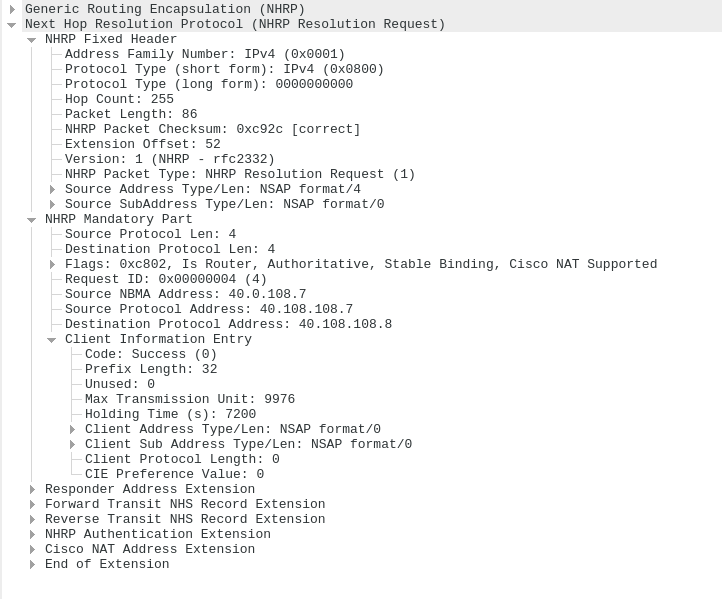 Generic Routing Encapsulation (NHRP)
Next Hop Resolution Protocol (NHRP Resolution Request)
NHRP Fixed Header
Address Family Number: IPv4 (0x0001)
Protocol Type (short form): IPv4 (0x0800)
Protocol Type (long form): 0000000000
Hop Count: 255
Packet Length: 86
NHRP Packet Checksum: 0xc92c [correct]
Extension Offset: 52
Version: 1 (NHRP - rfc2332)
NHRP Packet Type: NHRP Resolution Request (1)
Source Address Type/Len: NSAP format/4
Source SubAddress Type/Len: NSAP format/0
NHRP Mandatory Part
Source Protocol Len: 4
Destination Protocol Len: 4
Flags: 0xc802, Is Router, Authoritative, Stable Binding, Cisco NAT Supported
Request ID: 0x00000004 (4)
Source NBMA Address: 40.0.108.7
Source Protocol Address: 40.108.108.7
Destination Protocol Address: 40.108.108.8
Client Information Entry
Code: Success (0)
Prefix Length: 32
Unused: 0
Max Transmission Unit: 9976
Holding Time (s): 7200
Client Address Type/Len: NSAP format/0
Client Sub Address Type/Len: NSAP format/0
Client Protocol Length: 0
CIE Preference Value: 0
Responder Address Extension
Forward Transit NHS Record Extension
Reverse Transit NHS Record Extension
NHRP Authentication Extension
Cisco NAT Address Extension
End of Extension